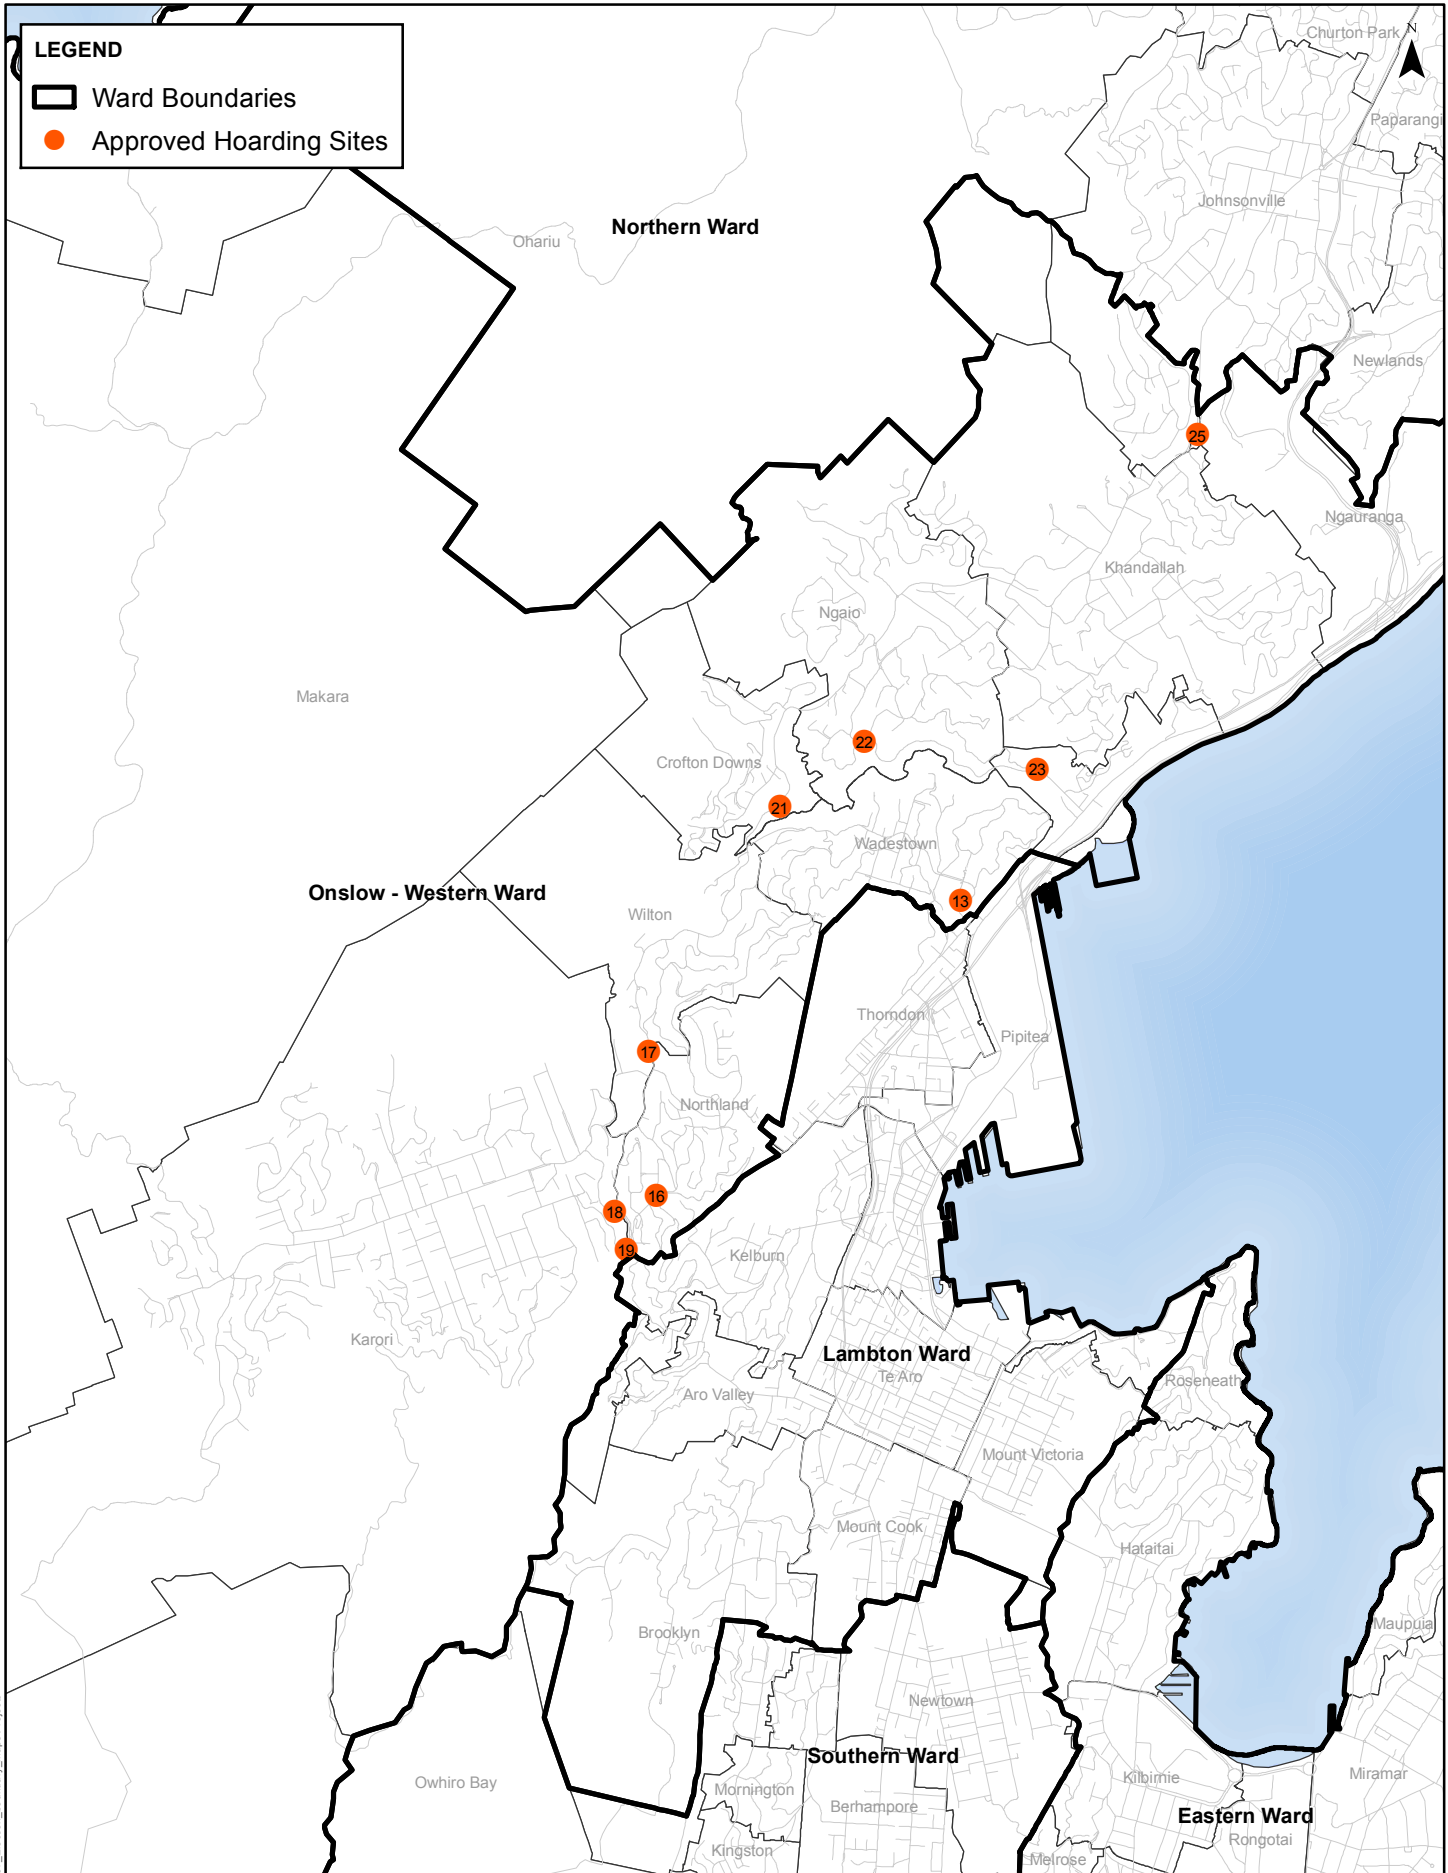 LEGEND
Ward Boundaries
Approved Hoarding Sites
N
Churton Park
Paparangi
Johnsonville
Northern Ward
Ohariu
Newlands
25
Ngauranga
Khandallah
Ngaio
Makara
22
Crofton Downs
23
21
Wadestown
Onslow - Western Ward
13
Wilton
Thorndon
Pipitea
17
Northland
16
18
19
Kelburn
Karori
Lambton Ward
Te Aro
Roseneath
Aro Valley
Mount Victoria
Mount Cook
Hataitai
Maupuia
Brooklyn
Newtown
Southern Ward
Owhiro Bay
Kilbirnie
Miramar
Mornington
Berhampore
Eastern Ward
Rongotai
Kingston
Melrose